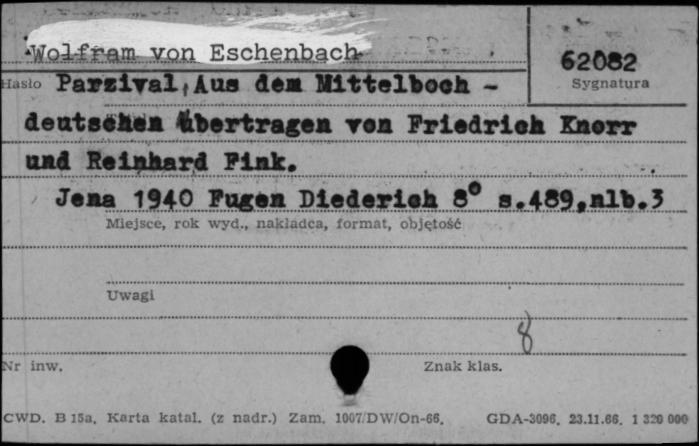 Wolfram von Eschenbach
62082
Hasło Parzival, Aus dem Mittelboch -
Sygnatura
deutschen übertragen von Friedrich Knorr
und Reinhard Fink.
Jena 1940 Fugen Diederich 8° s.489,nlb.3
Miejsce, rok wyd., nakładca, format, objętość
Uwagi
8
Nr inw.
Znak klas.
CWD. B 15a, Karta katal. (z nadr.) Zam. 1007/DW/On-66. GDA-3096. 23.11.66. 1 320 000